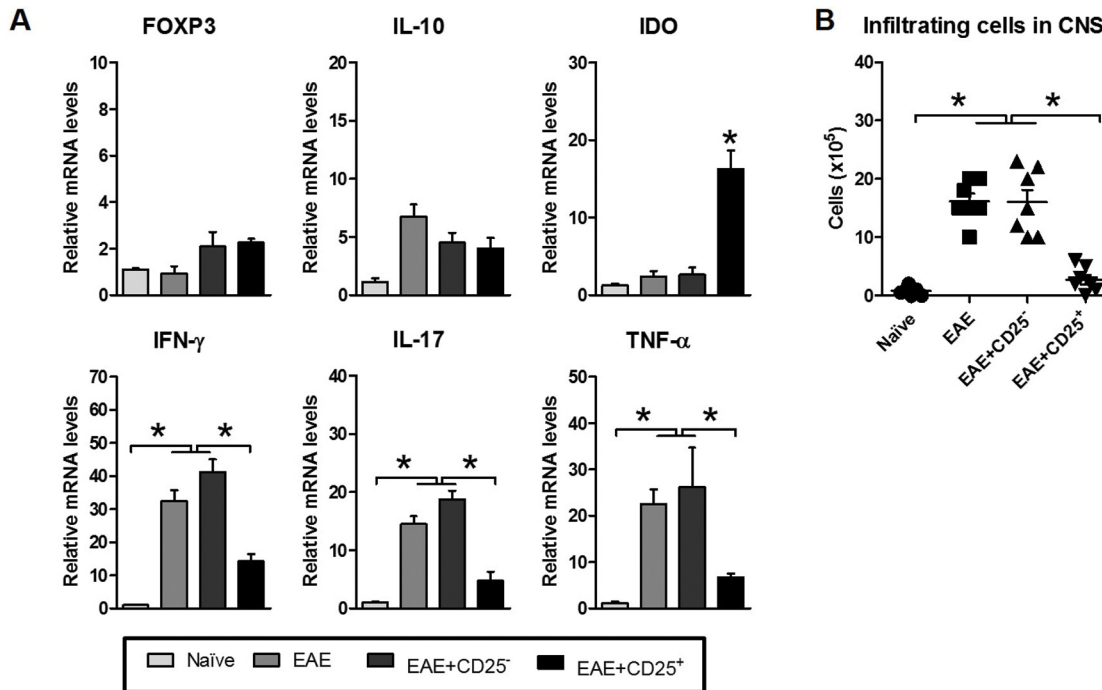 A
FOXP3
Relative mRNA levels
10
8
6
4
2
0
IL-10
Relative mRNA levels
20
15
10
5
0
IDO
Relative mRNA levels
30
20
10
0
*
B
Infiltrating cells in CNS
Cells (x10⁵)
40
30
20
10
0
* *
Naïve
EAE
EAE+CD25⁻
EAE+CD25⁺
IFN-γ
Relative mRNA levels
70
60
50
40
30
20
10
0
* *
IL-17
Relative mRNA levels
40
30
20
10
0
* *
TNF-α
Relative mRNA levels
50
40
30
20
10
0
* *
Naïve EAE EAE+CD25⁻ EAE+CD25⁺